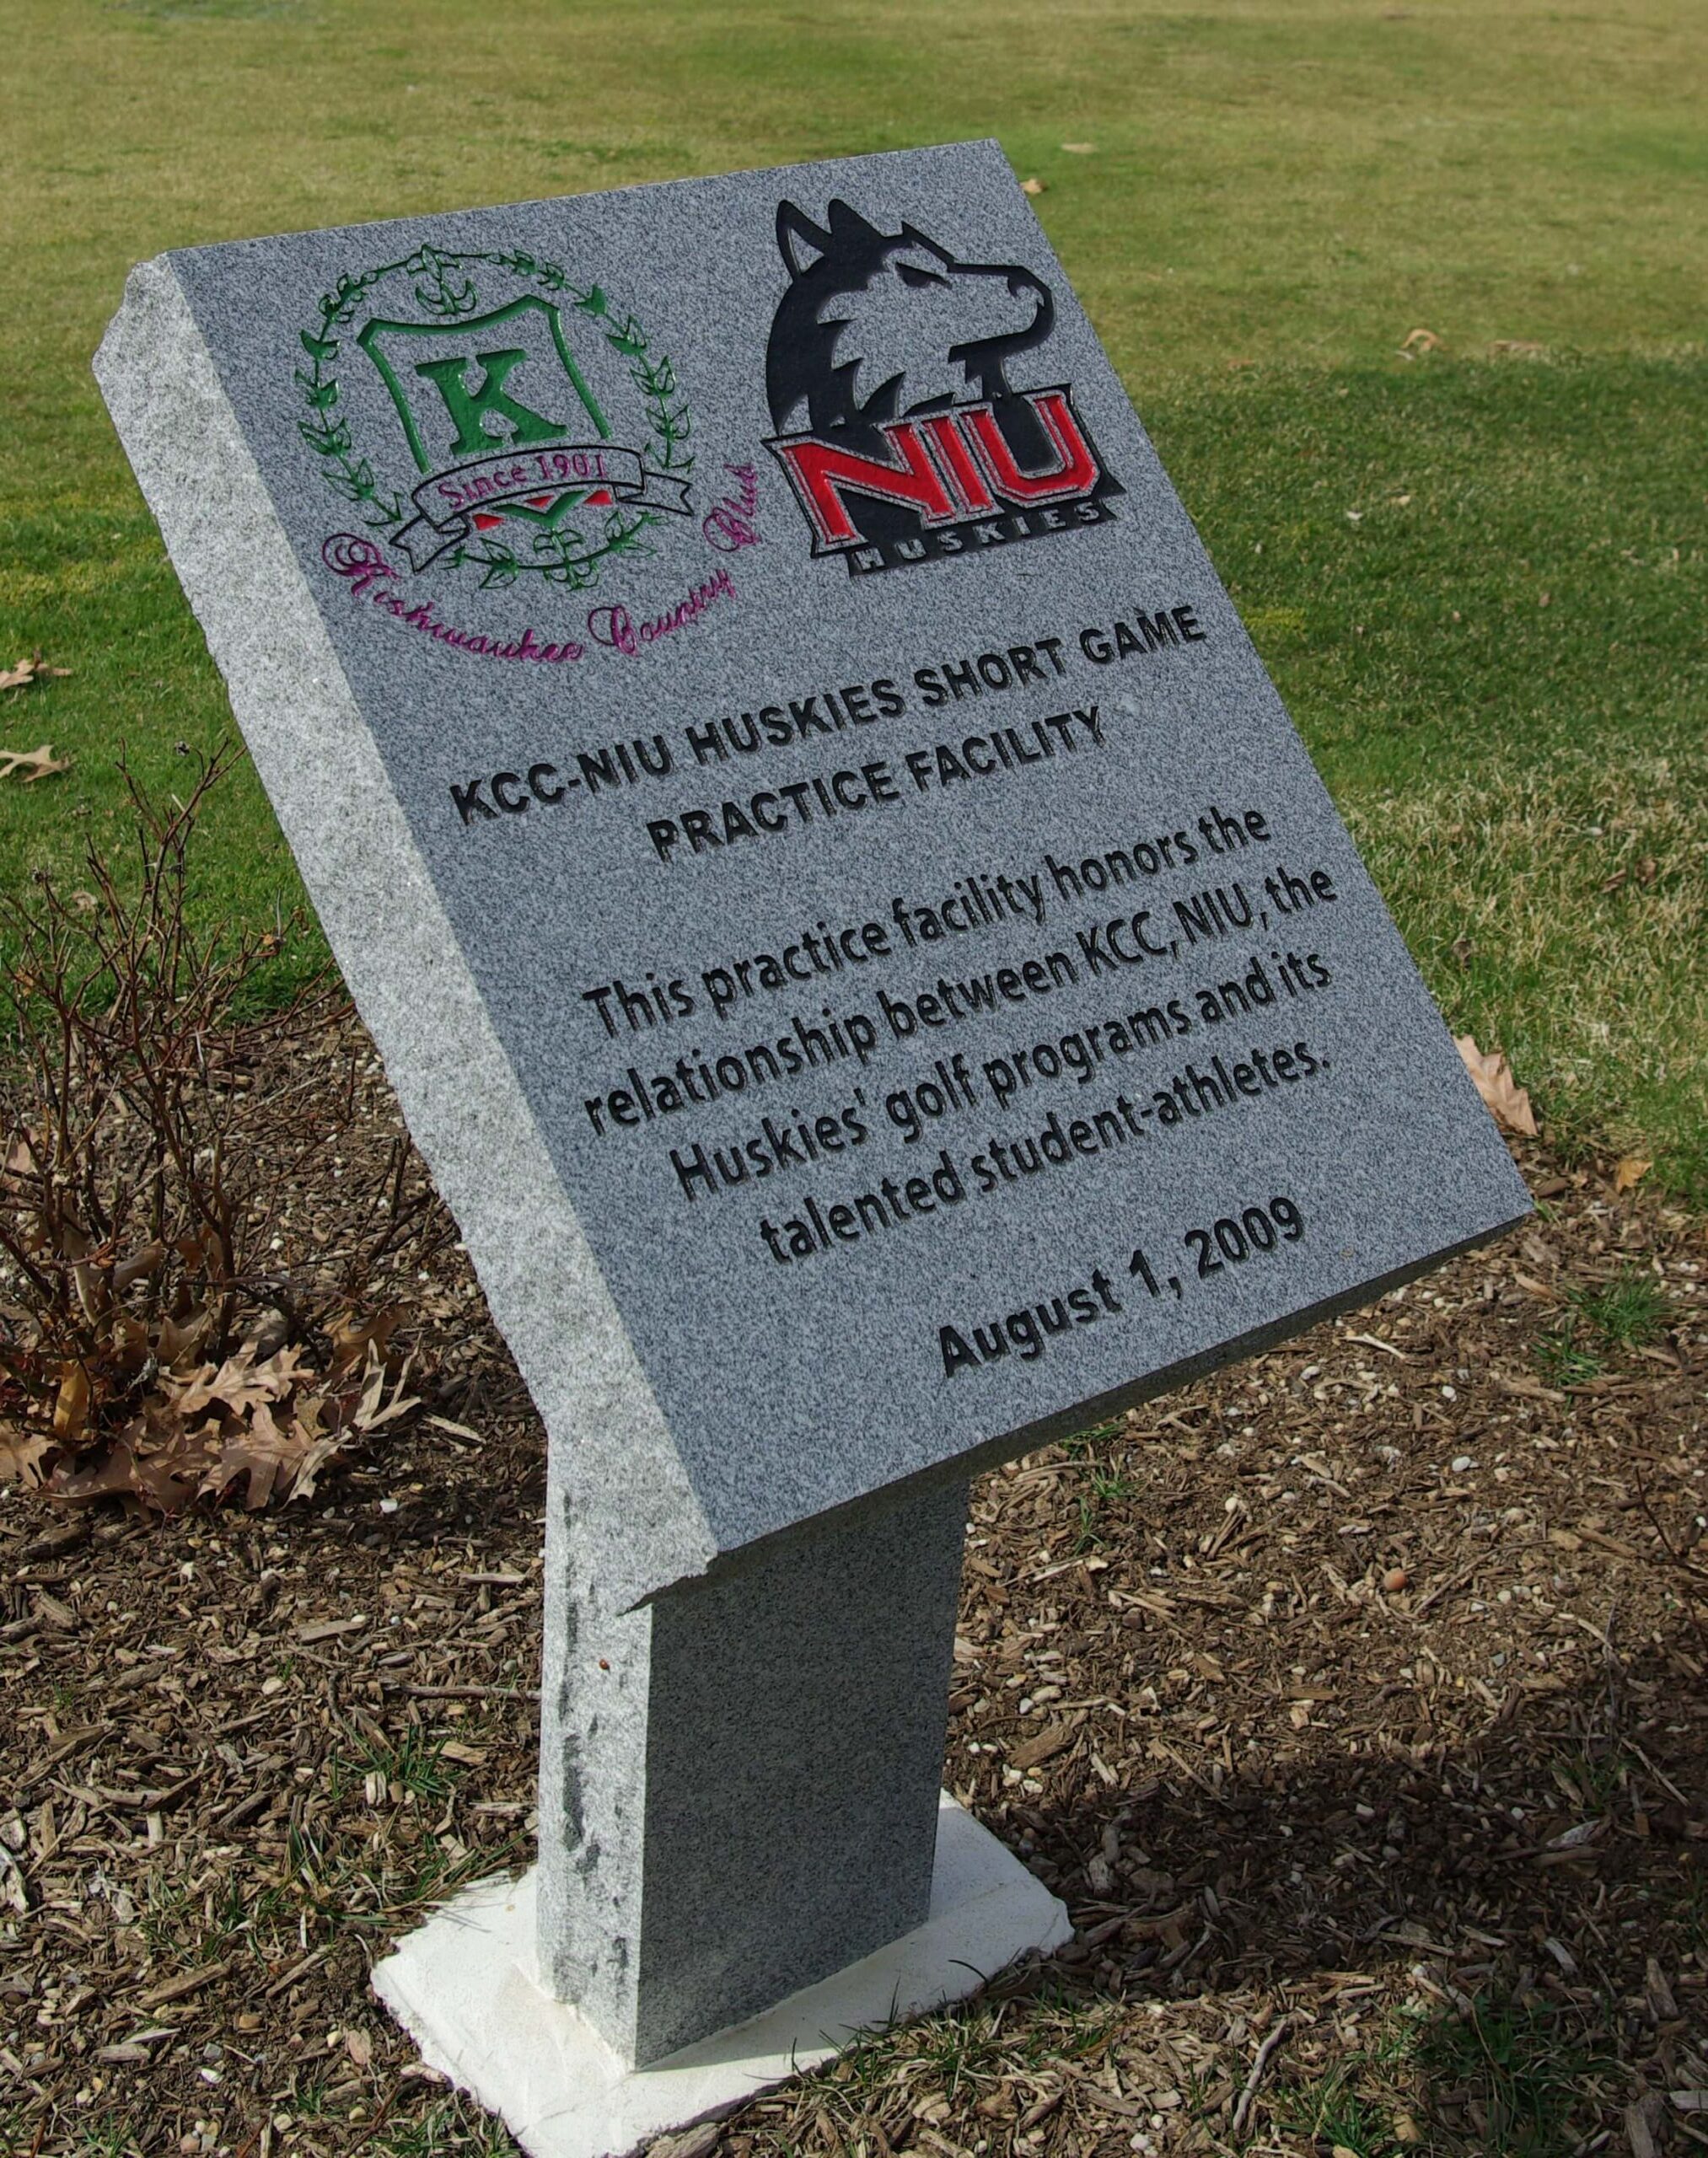 K
Since 1901
Kishwaukee Country Club
NIU
HUSKIES
KCC-NIU HUSKIES SHORT GAME
PRACTICE FACILITY
This practice facility honors the
relationship between KCC, NIU, the
Huskies' golf programs and its
talented student-athletes.
August 1, 2009